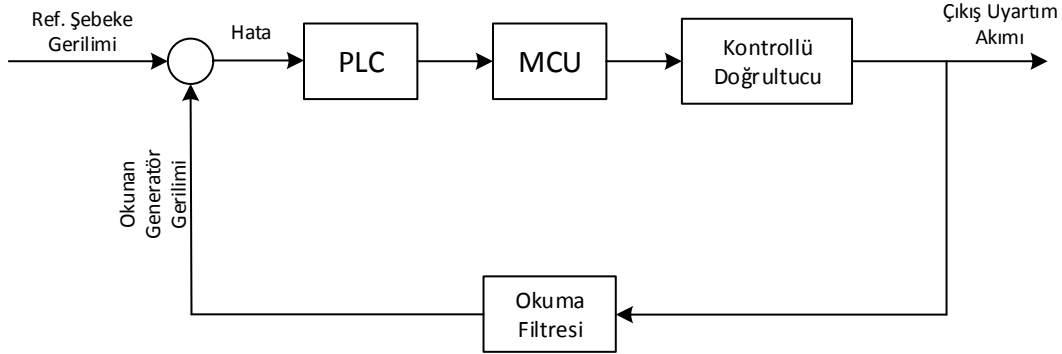 Ref. Şebeke
Gerilimi
Hata
PLC
MCU
Kontrollü
Doğrultucu
Çıkış Uyartım
Akımı
Okunan
Generatör
Gerilimi
Okuma
Filtresi